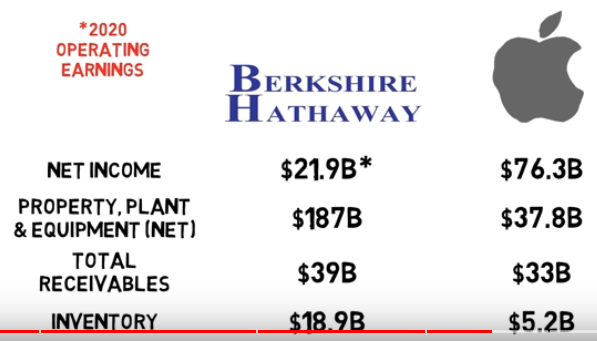 *2020
OPERATING
EARNINGS
BERKSHIRE
HATHAWAY
NET INCOME $21.9B* $76.3B
PROPERTY, PLANT
& EQUIPMENT (NET) $187B $37.8B
TOTAL
RECEIVABLES $39B $33B
INVENTORY $18.9B $5.2B